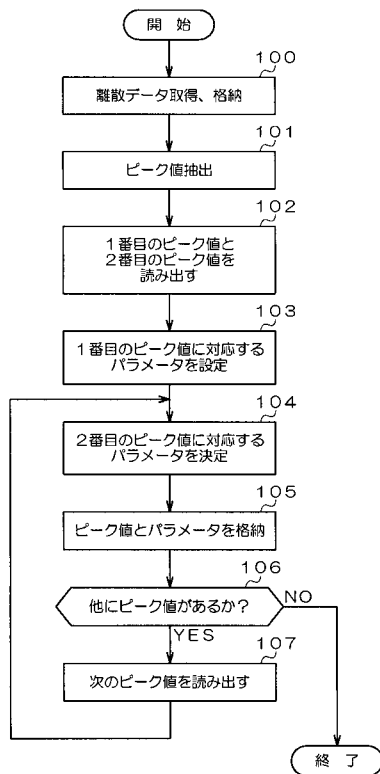 開 始
100
離散データ取得、格納
101
ピーク値抽出
102
1番目のピーク値と
2番目のピーク値を
読み出す
103
1番目のピーク値に対応する
パラメータを設定
104
2番目のピーク値に対応する
パラメータを決定
105
ピーク値とパラメータを格納
106
他にピーク値があるか?
NO
YES
107
次のピーク値を読み出す
終 了